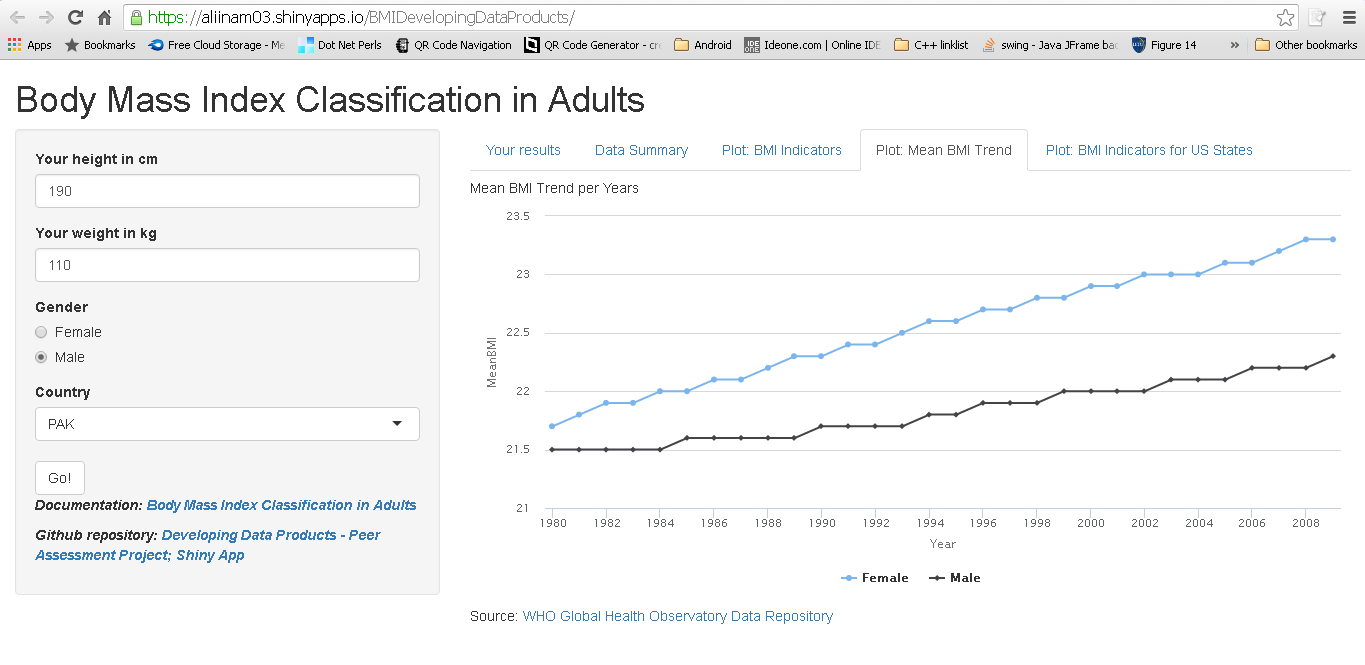 https://aliinam03.shinyapps.io/BMIDevelopingDataProducts/
Apps Bookmarks Free Cloud Storage - Me Dot Net Perls QR Code Navigation QR Code Generator - cre Android Ideone.com | Online IDE C++ linklist swing - Java JFrame bac Figure 14 » Other bookmarks
Body Mass Index Classification in Adults
Your height in cm
190
Your weight in kg
110
Gender
Female
Male
Country
PAK
Go!
Documentation: Body Mass Index Classification in Adults
Github repository: Developing Data Products - Peer
Assessment Project; Shiny App
Your results Data Summary Plot: BMI Indicators Plot: Mean BMI Trend Plot: BMI Indicators for US States
Mean BMI Trend per Years
23.5
23
22.5
22
21.5
21
MeanBMI
1980 1982 1984 1986 1988 1990 1992 1994 1996 1998 2000 2002 2004 2006 2008
Year
Female Male
Source: WHO Global Health Observatory Data Repository